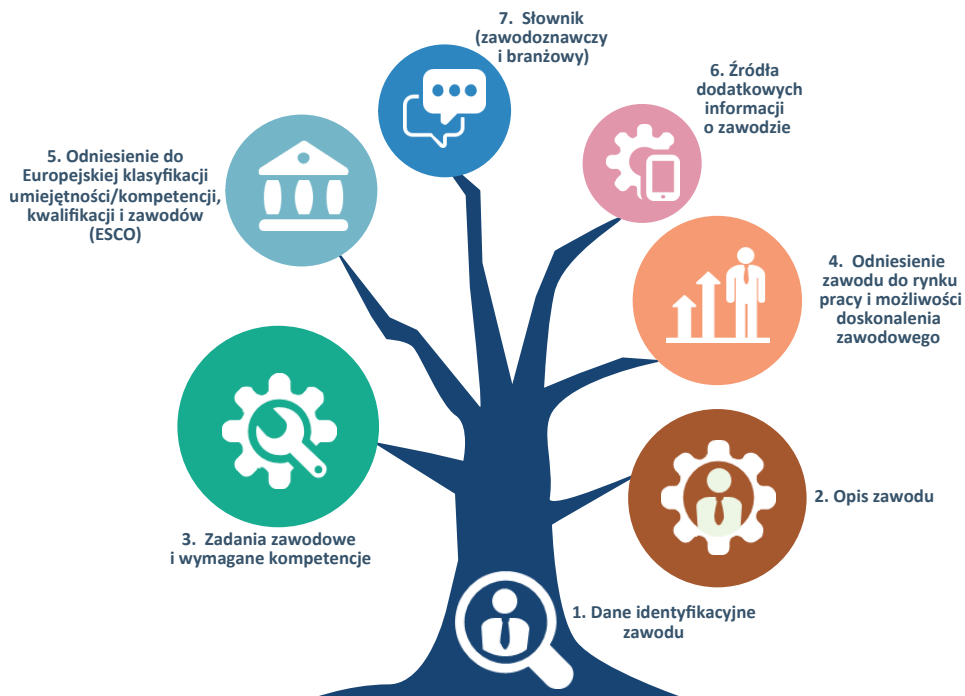 7. Słownik
(zawodoznawczy
i branżowy)
6. Źródła
dodatkowych
informacji
o zawodzie
5. Odniesienie do
Europejskiej klasyfikacji
umiejętności/kompetencji,
kwalifikacji i zawodów
(ESCO)
4. Odniesienie
zawodu do rynku
pracy i możliwości
doskonalenia
zawodowego
3. Zadania zawodowe
i wymagane kompetencje
2. Opis zawodu
1. Dane identyfikacyjne
zawodu